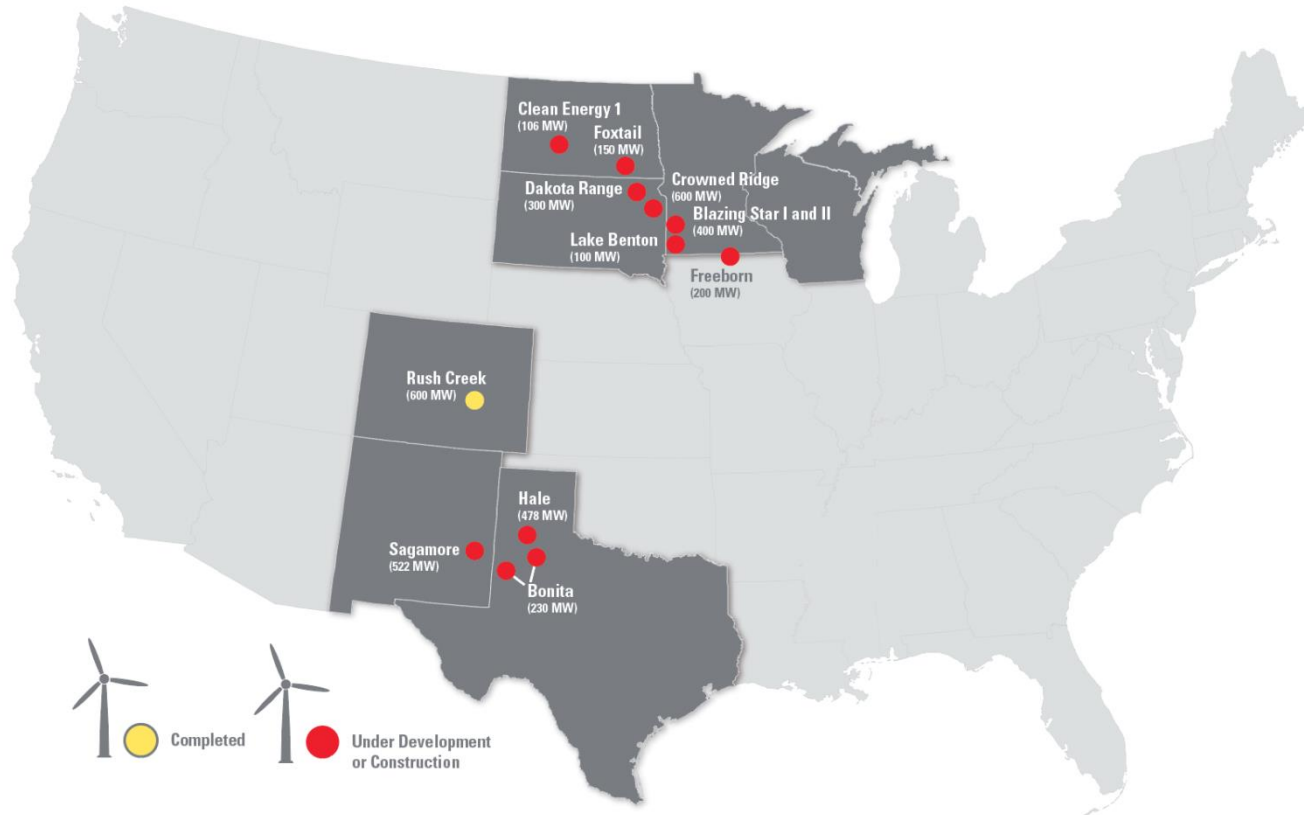 Clean Energy 1
(106 MW)
Foxtail
(150 MW)
Dakota Range
(300 MW)
Crowned Ridge
(600 MW)
Blazing Star I and II
(400 MW)
Lake Benton
(100 MW)
Freeborn
(200 MW)
Rush Creek
(600 MW)
Hale
(478 MW)
Sagamore
(522 MW)
Bonita
(230 MW)
Completed
Under Development
or Construction